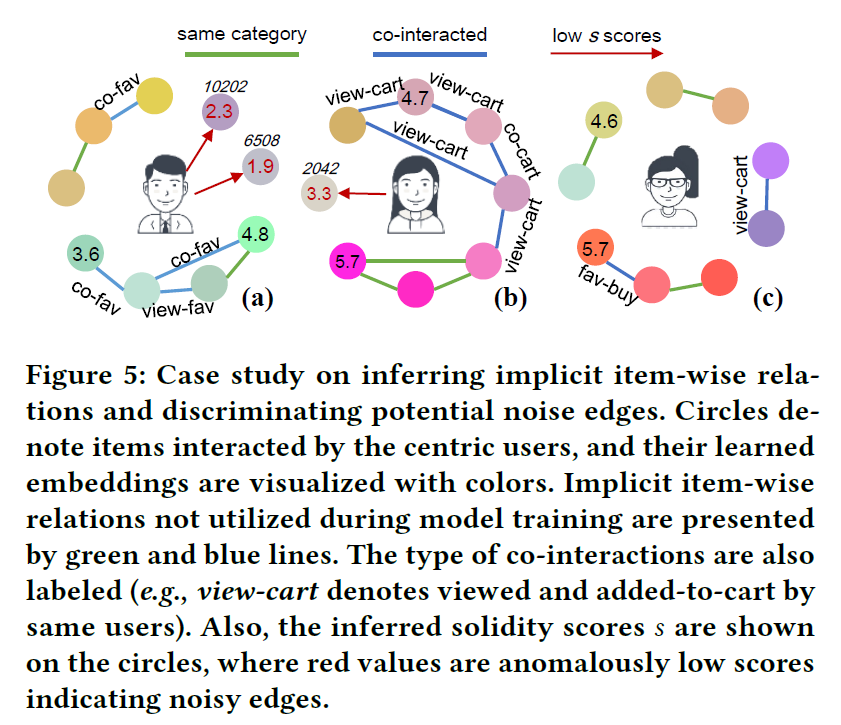 same category
co-interacted
low s scores
co-fav
10202
2.3
6508
1.9
3.6
co-fav
co-fav
view-fav
4.8
(a)
view-cart
4.7
view-cart
view-cart
co-cart
2042
3.3
view-cart
5.7
(b)
4.6
view-cart
5.7
fav-buy
(c)
Figure 5: Case study on inferring implicit item-wise rela-
tions and discriminating potential noise edges. Circles de-
note items interacted by the centric users, and their learned
embeddings are visualized with colors. Implicit item-wise
relations not utilized during model training are presented
by green and blue lines. The type of co-interactions are also
labeled (e.g., view-cart denotes viewed and added-to-cart by
same users). Also, the inferred solidity scores s are shown
on the circles, where red values are anomalously low scores
indicating noisy edges.